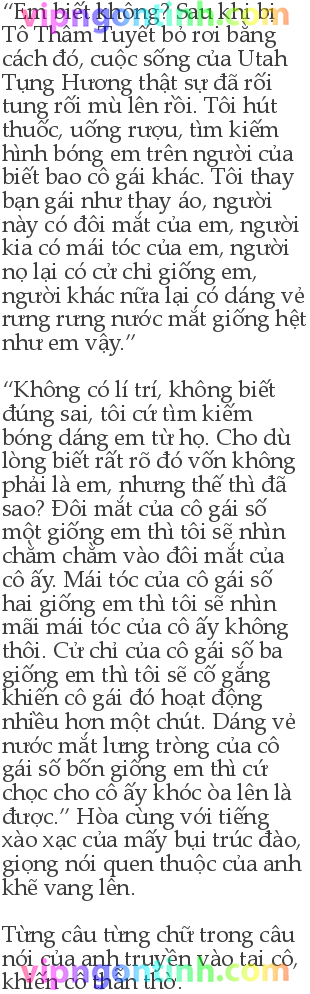 “Em biết không? Sau khi bị
Tô Thâm Tuyết bỏ rơi bằng
cách đó, cuộc sống của Utah
Tụng Hương thật sự đã rối
tung rối mù lên rồi. Tôi hút
thuốc, uống rượu, tìm kiếm
hình bóng em trên người của
biết bao cô gái khác. Tôi thay
bạn gái như thay áo, người
này có đôi mắt của em, người
kia có mái tóc của em, người
nọ lại có cử chỉ giống em,
người khác nữa lại có dáng vẻ
rưng rưng nước mắt giống hệt
như em vậy.”
“Không có lí trí, không biết
đúng sai, tôi cứ tìm kiếm
bóng dáng em từ họ. Cho dù
lòng biết rất rõ đó vốn không
phải là em, nhưng thế thì đã
sao? Đôi mắt của cô gái số
một giống em thì tôi sẽ nhìn
chằm chằm vào đôi mắt của
cô ấy. Mái tóc của cô gái số
hai giống em thì tôi sẽ nhìn
mãi mái tóc của cô ấy không
thôi. Cử chỉ của cô gái số ba
giống em thì tôi sẽ cố gắng
khiến cô gái đó hoạt động
nhiều hơn một chút. Dáng vẻ
nước mắt lưng tròng của cô
gái số bốn giống em thì cứ
chọc cho cô ấy khóc òa lên là
được.” Hòa cùng với tiếng
xào xạc của mấy bụi trúc đào,
giọng nói quen thuộc của anh
khẽ vang lên.
Từng câu từng chữ trong câu
nói của anh truyền vào tai cô,
khiến cô thẫn thờ.
vipngontinh.com
vipngontinh.com